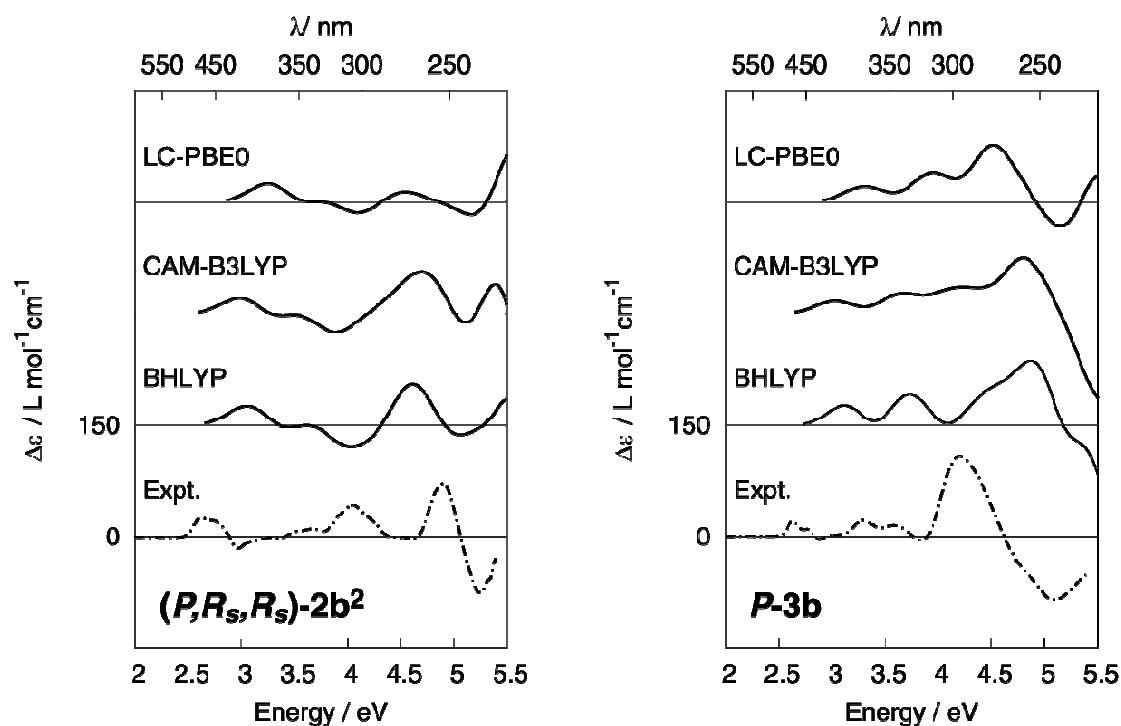 λ/ nm
550 450 350 300 250
LC-PBE0
CAM-B3LYP
BHLYP
150
Expt.
0
(P,Rs,Rs)-2b²
2 2.5 3 3.5 4 4.5 5 5.5
Energy / eV
Δε / L mol⁻¹cm⁻¹
λ/ nm
550 450 350 300 250
LC-PBE0
CAM-B3LYP
BHLYP
150
Expt.
0
P-3b
2 2.5 3 3.5 4 4.5 5 5.5
Energy / eV
Δε / L mol⁻¹cm⁻¹